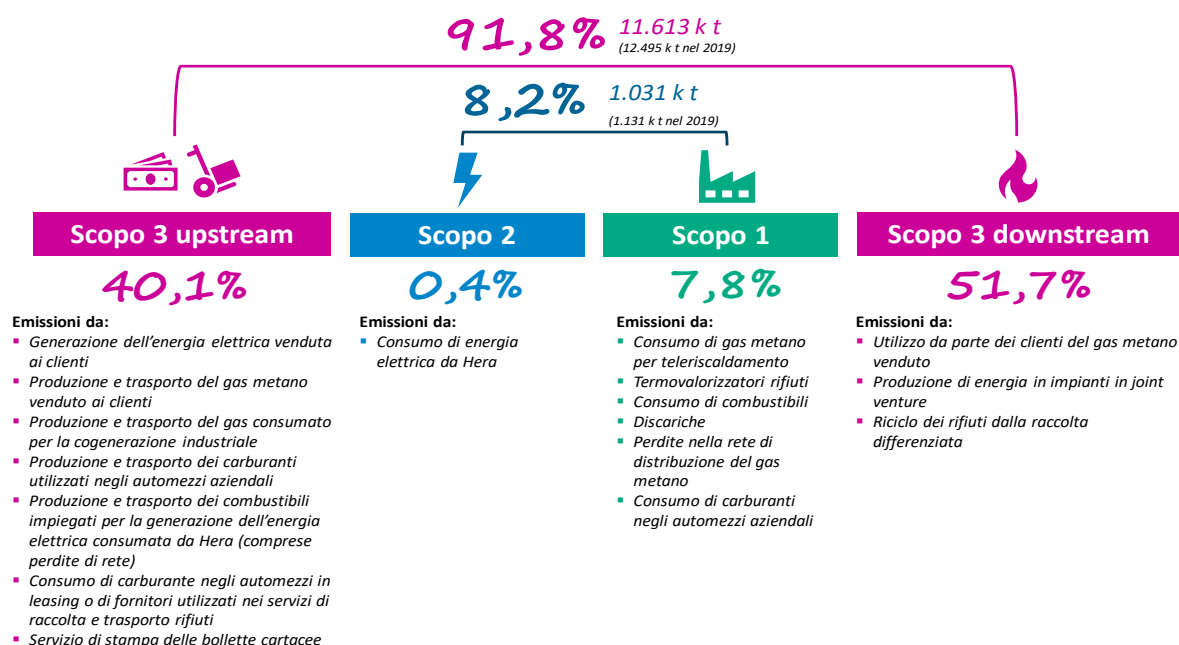 91,8% 11.613 k t
(12.495 k t nel 2019)
8,2% 1.031 k t
(1.131 k t nel 2019)
Scopo 3 upstream
40,1%
Emissioni da:
▪ Generazione dell'energia elettrica venduta
ai clienti
▪ Produzione e trasporto del gas metano
venduto ai clienti
▪ Produzione e trasporto del gas consumato
per la cogenerazione industriale
▪ Produzione e trasporto dei carburanti
utilizzati negli automezzi aziendali
▪ Produzione e trasporto dei combustibili
impiegati per la generazione dell'energia
elettrica consumata da Hera (comprese
perdite di rete)
▪ Consumo di carburante negli automezzi in
leasing o di fornitori utilizzati nei servizi di
raccolta e trasporto rifiuti
▪ Servizio di stampa delle bollette cartacee
Scopo 2
0,4%
Emissioni da:
▪ Consumo di energia
elettrica da Hera
Scopo 1
7,8%
Emissioni da:
▪ Consumo di gas metano
per teleriscaldamento
▪ Termovalorizzatori rifiuti
▪ Consumo di combustibili
▪ Discariche
▪ Perdite nella rete di
distribuzione del gas
metano
▪ Consumo di carburanti
negli automezzi aziendali
Scopo 3 downstream
51,7%
Emissioni da:
▪ Utilizzo da parte dei clienti del gas metano
venduto
▪ Produzione di energia in impianti in joint
venture
▪ Riciclo dei rifiuti dalla raccolta
differenziata